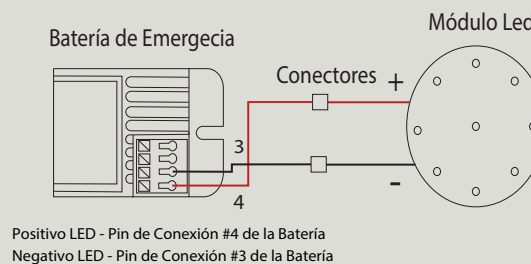 Módulo Led
Batería de Emergecia
Conectores +
3
-
4
Positivo LED - Pin de Conexión #4 de la Batería
Negativo LED - Pin de Conexión #3 de la Batería